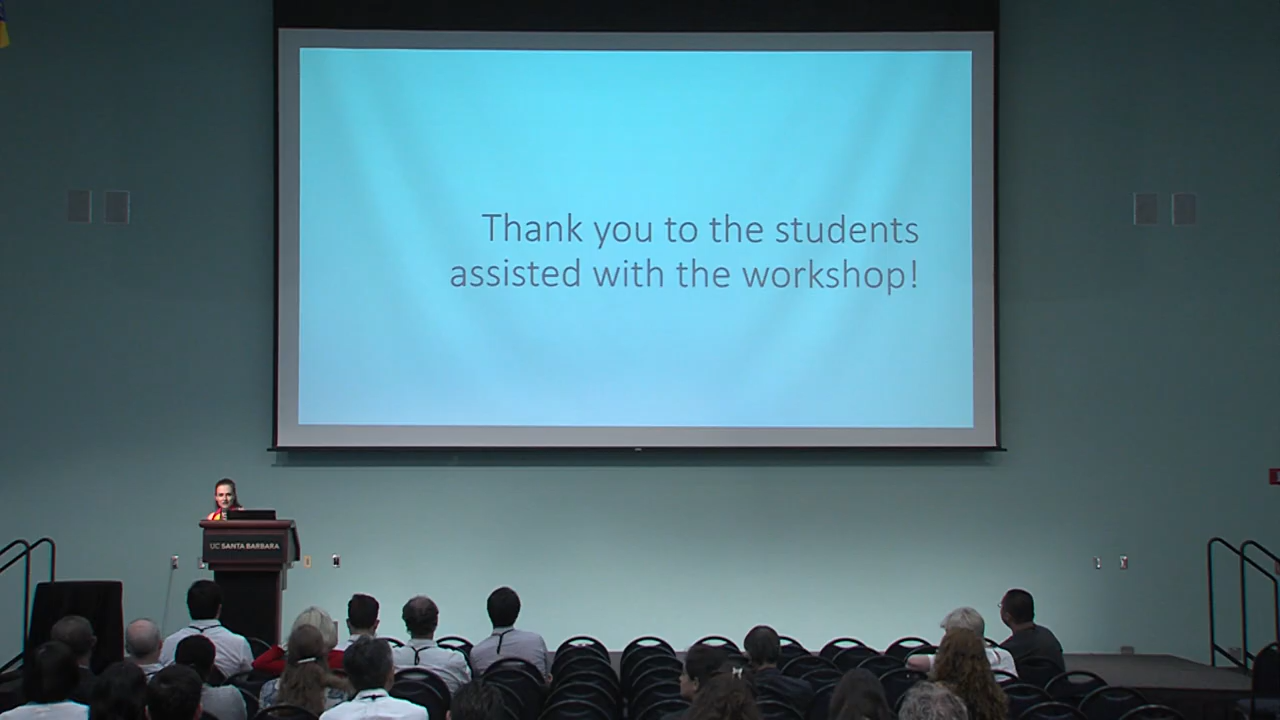 Thank you to the students
assisted with the workshop!
UC SANTA BARBARA